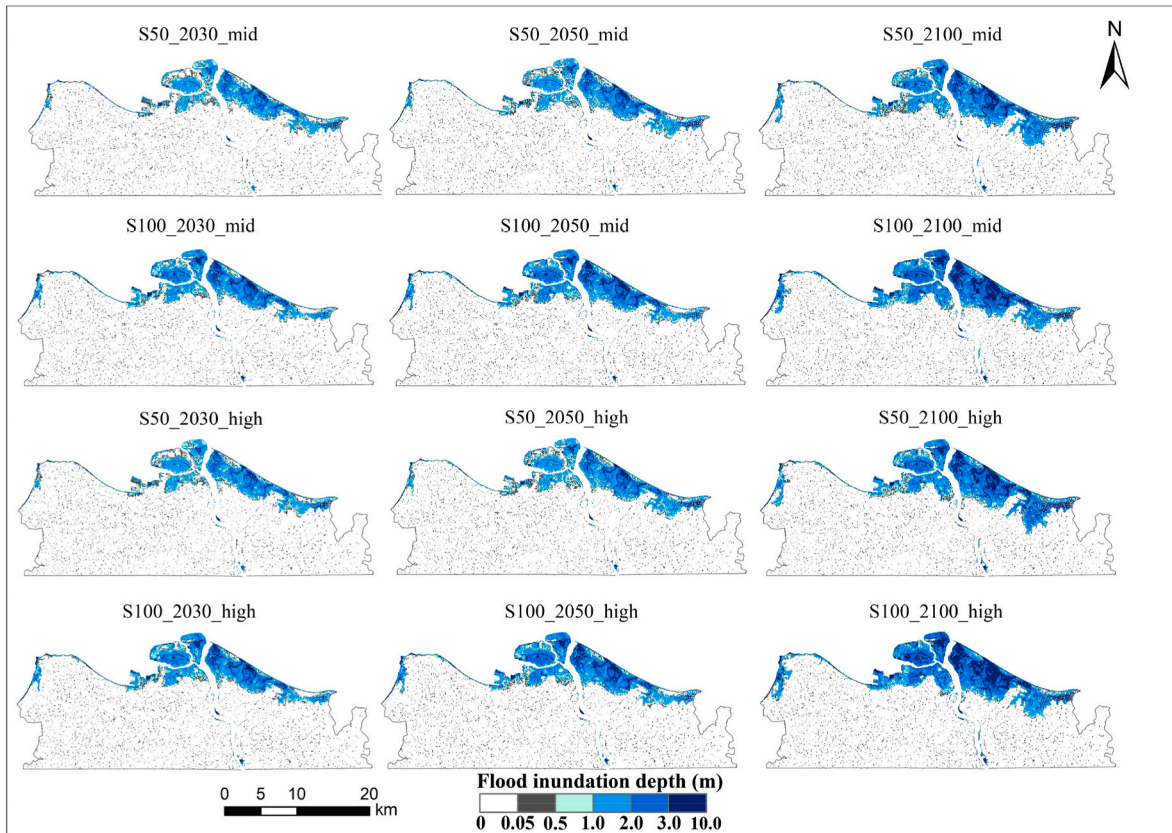 S50_2030_mid S50_2050_mid S50_2100_mid
N
S100_2030_mid S100_2050_mid S100_2100_mid
S50_2030_high S50_2050_high S50_2100_high
S100_2030_high S100_2050_high S100_2100_high
0 5 10 20
km
Flood inundation depth (m)
0 0.05 0.5 1.0 2.0 3.0 10.0